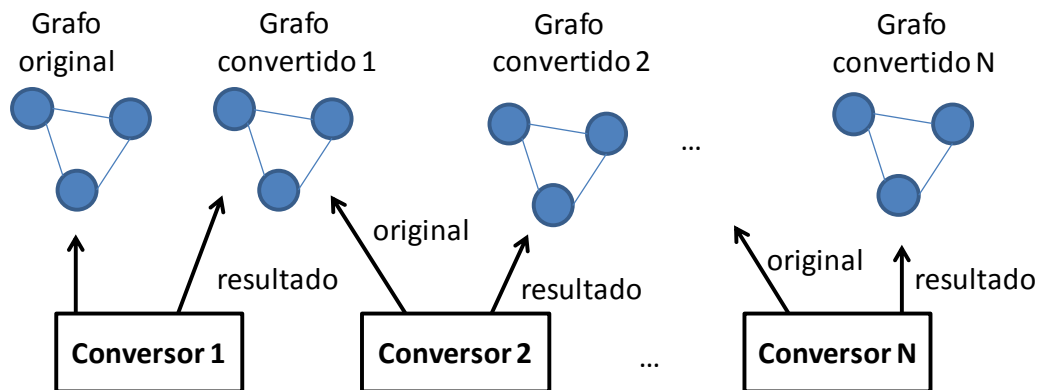 Grafo
original
Grafo
convertido 1
Grafo
convertido 2
Grafo
convertido N
...
original
original
resultado
resultado
resultado
Conversor 1
Conversor 2
...
Conversor N